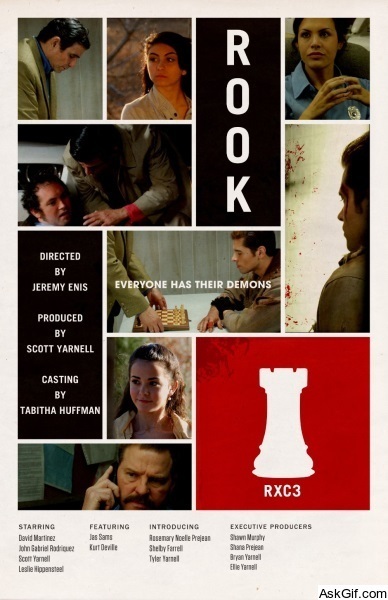 ROOK
DIRECTED
BY
JEREMY ENIS
PRODUCED
BY
SCOTT YARNELL
CASTING
BY
TABITHA HUFFMAN
EVERYONE HAS THEIR DEMONS
RXC3
STARRING
David Martinez
John Gabriel Rodriquez
Scott Yarnell
Leslie Hippensteel
FEATURING
Jas Sams
Kurt Deville
INTRODUCING
Rosemary Noelle Prejean
Shelby Farrell
Tyler Yarnell
EXECUTIVE PRODUCERS
Shawn Murphy
Shana Prejean
Bryan Yarnell
Ellie Yarnell
AskGif.com